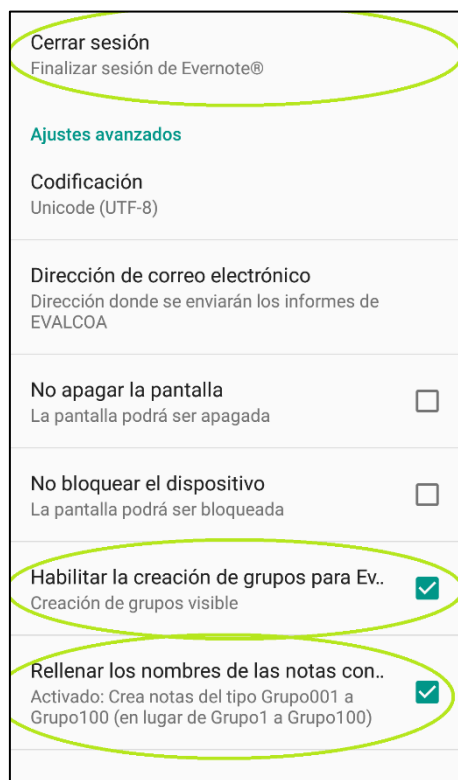 Cerrar sesión
Finalizar sesión de Evernote®
Ajustes avanzados
Codificación
Unicode (UTF-8)
Dirección de correo electrónico
Dirección donde se enviarán los informes de
EVALCOA
No apagar la pantalla
La pantalla podrá ser apagada
No bloquear el dispositivo
La pantalla podrá ser bloqueada
Habilitar la creación de grupos para Ev..
Creación de grupos visible
Rellenar los nombres de las notas con..
Activado: Crea notas del tipo Grupo001 a
Grupo100 (en lugar de Grupo1 a Grupo100)